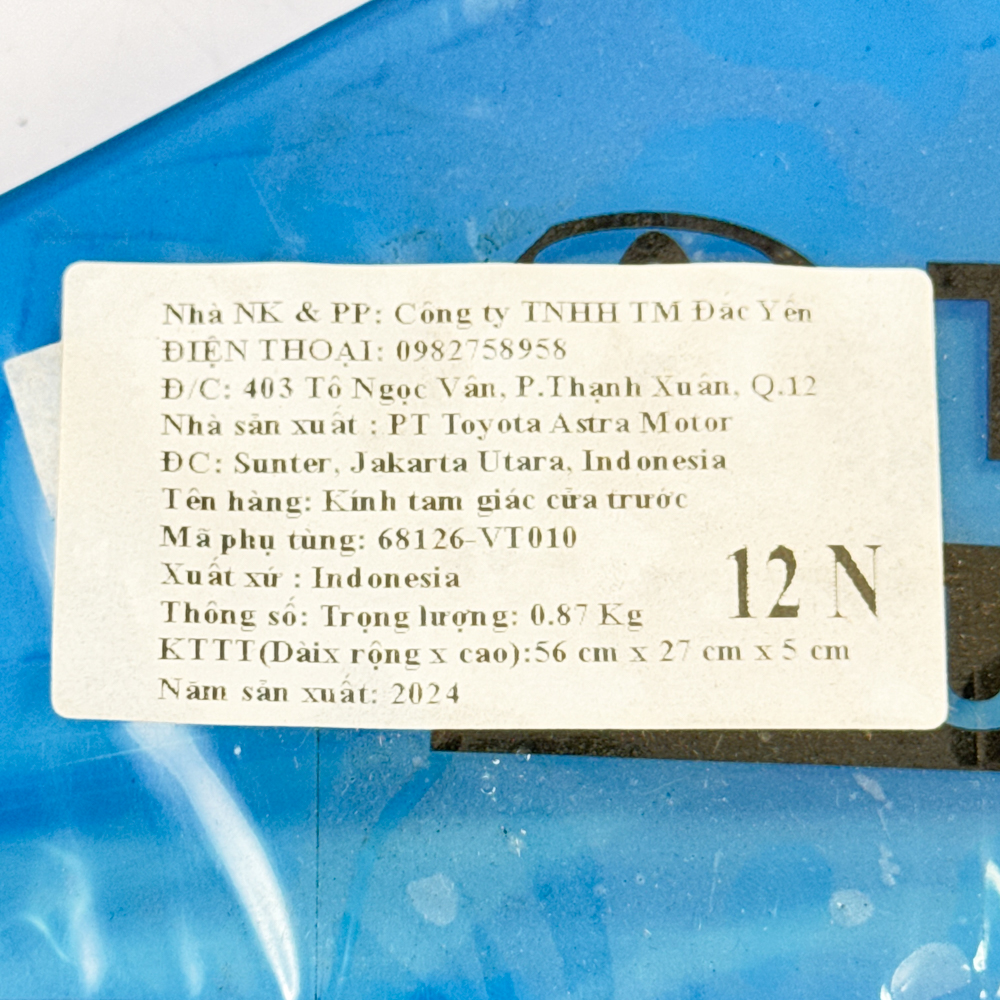 Nhà NK & PP: Công ty TNHH TM Đắc Yến
ĐIỆN THOẠI: 0982758958
Đ/C: 403 Tô Ngọc Vân, P.Thạnh Xuân, Q.12
Nhà sản xuất : PT Toyota Astra Motor
ĐC: Sunter, Jakarta Utara, Indonesia
Tên hàng: Kính tam giác cửa trước
Mã phụ tùng: 68126-VT010
Xuất xứ : Indonesia
12 N
Thông số: Trọng lượng: 0.87 Kg
KTTT(Dàix rộng x cao):56 cm x 27 cm x 5 cm
Năm sản xuất: 2024